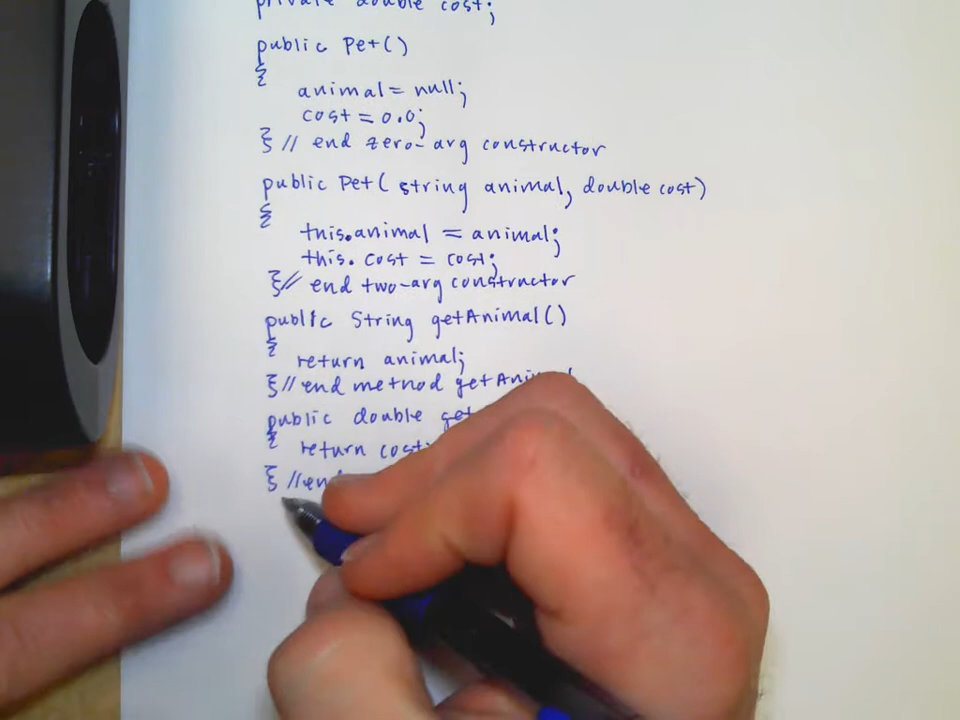 private double cost;
public Pet()
{
animal = null;
cost = 0.0;
} // end zero-arg constructor
public Pet( string animal, double cost)
{
this.animal = animal;
this. cost = cost;
} // end two-arg constructor
public String getAnimal()
{
return animal;
} // end method getAnimal
public double get
{
return cost;
} // end